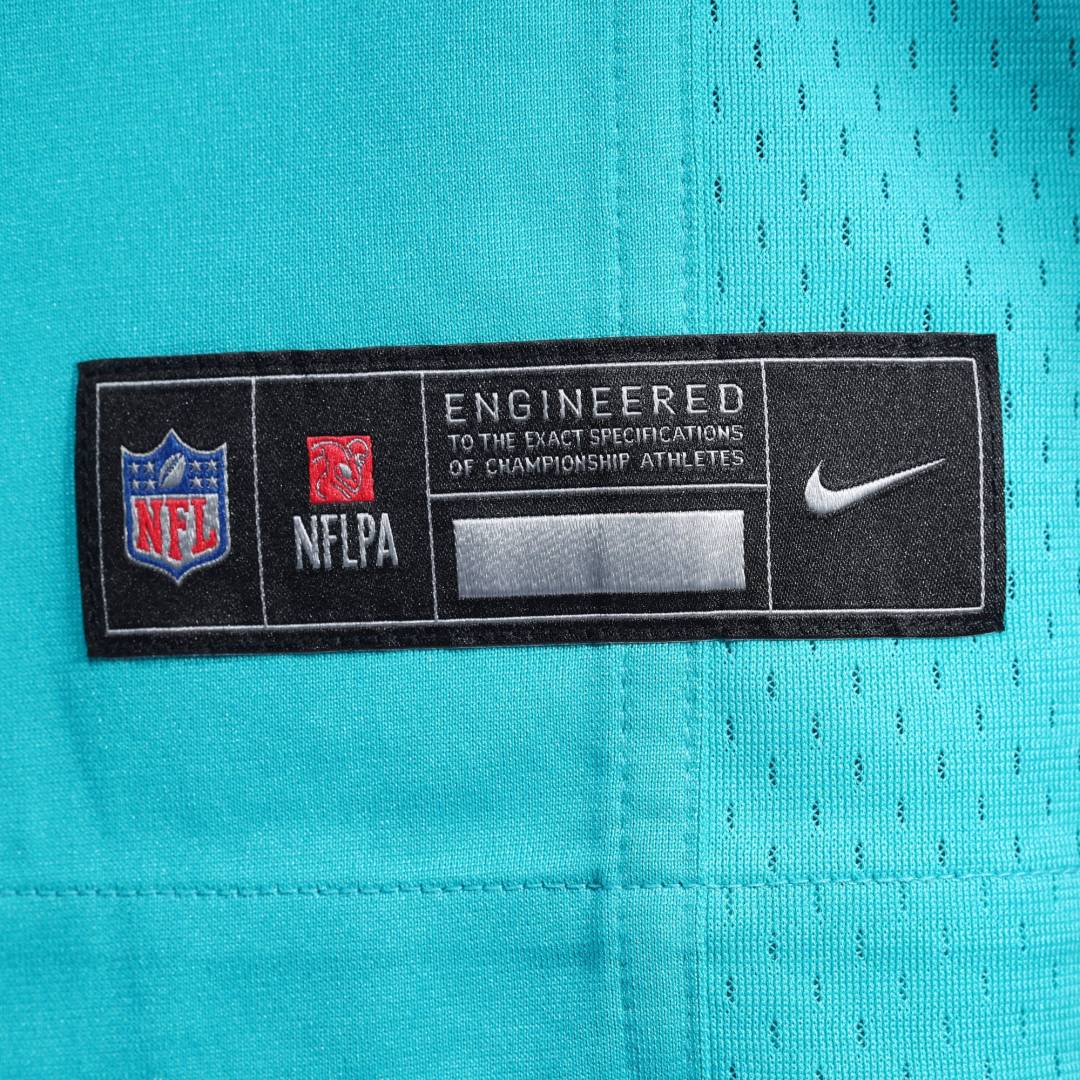 NFL
NFLPA
ENGINEERED
TO THE EXACT SPECIFICATIONS
OF CHAMPIONSHIP ATHLETES